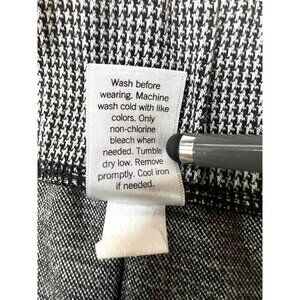 Wash before
wearing. Machine
wash cold with like
colors. Only
non-chlorine
bleach when
needed. Tumble
dry low. Remove
promptly. Cool iron
if needed.